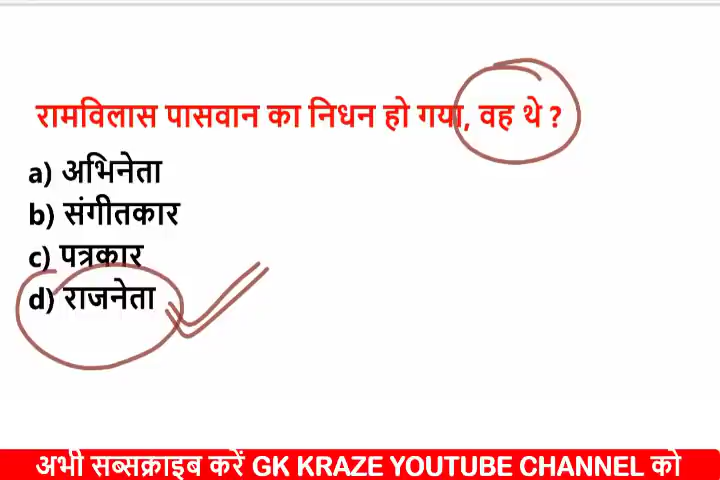 रामविलास पासवान का निधन हो गया, वह थे ?
a) अभिनेता
b) संगीतकार
c) पत्रकार
d) राजनेता
अभी सब्सक्राइब करें GK KRAZE YOUTUBE CHANNEL को